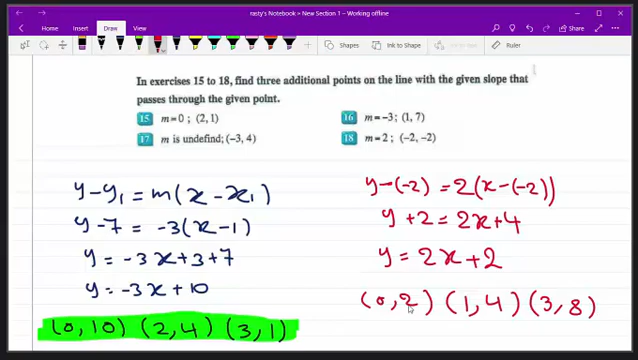 rasty's Notebook > New Section 1 - Working offline
File Home Insert Draw View
Shapes Ink to Shape Ruler
In exercises 15 to 18, find three additional points on the line with the given slope that
passes through the given point.
15 m=0 ; (2,1) 16 m=-3; (1,7)
17 m is undefind; (-3, 4) 18 m=2 ; (-2, -2)
y-y₁ = m(x-x₁)
y-7 = -3(x-1)
y = -3x+3+7
y = -3x+10
(0,10) (2,4) (3,1)
y-(-2) = 2(x-(-2))
y+2 = 2x+4
y = 2x+2
(0,2) (1,4) (3,8)